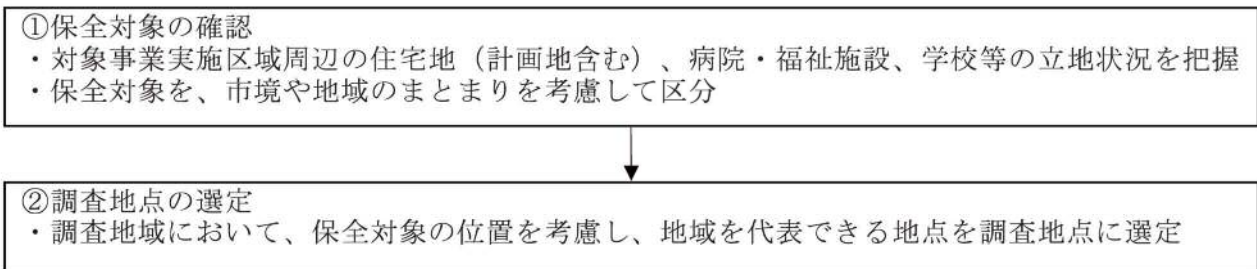 ①保全対象の確認
・対象事業実施区域周辺の住宅地（計画地含む）、病院・福祉施設、学校等の立地状況を把握
・保全対象を、市境や地域のまとまりを考慮して区分
②調査地点の選定
・調査地域において、保全対象の位置を考慮し、地域を代表できる地点を調査地点に選定